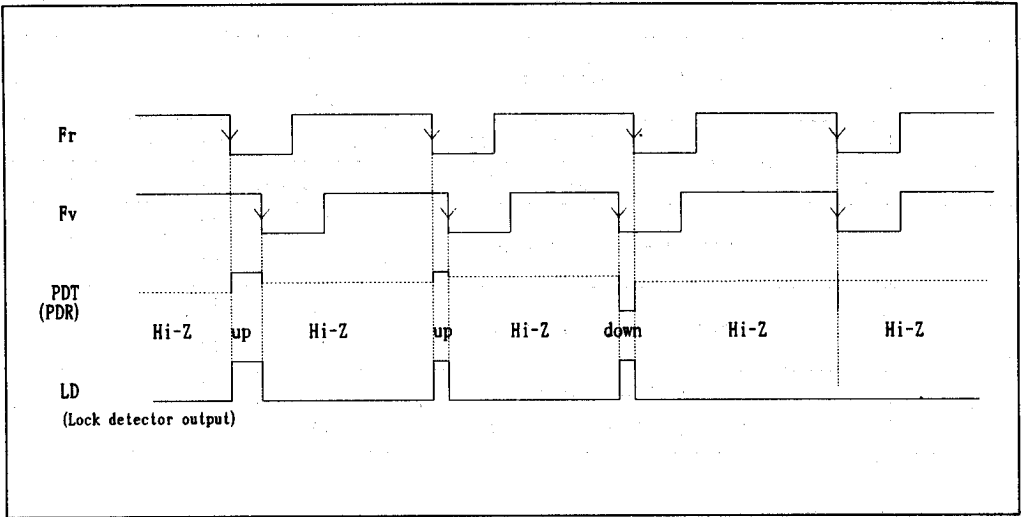 Fr
Fv
PDT
(PDR)
Hi-Z up Hi-Z up Hi-Z down Hi-Z Hi-Z
LD
(Lock detector output)